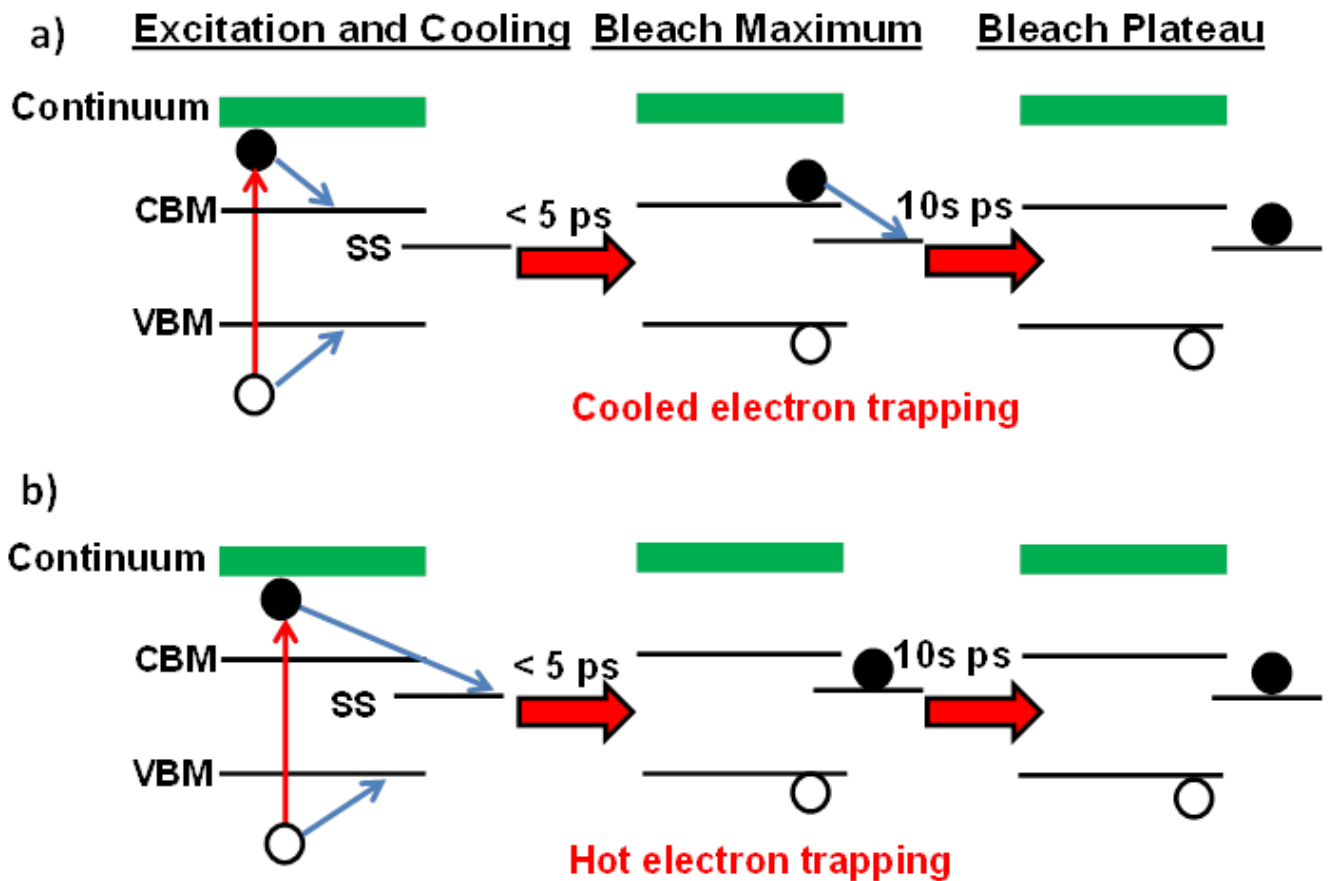 a)
Excitation and Cooling Bleach Maximum Bleach Plateau
Continuum
CBM
< 5 ps
10s ps
SS
VBM
Cooled electron trapping
b)
Continuum
CBM
< 5 ps
10s ps
SS
VBM
Hot electron trapping